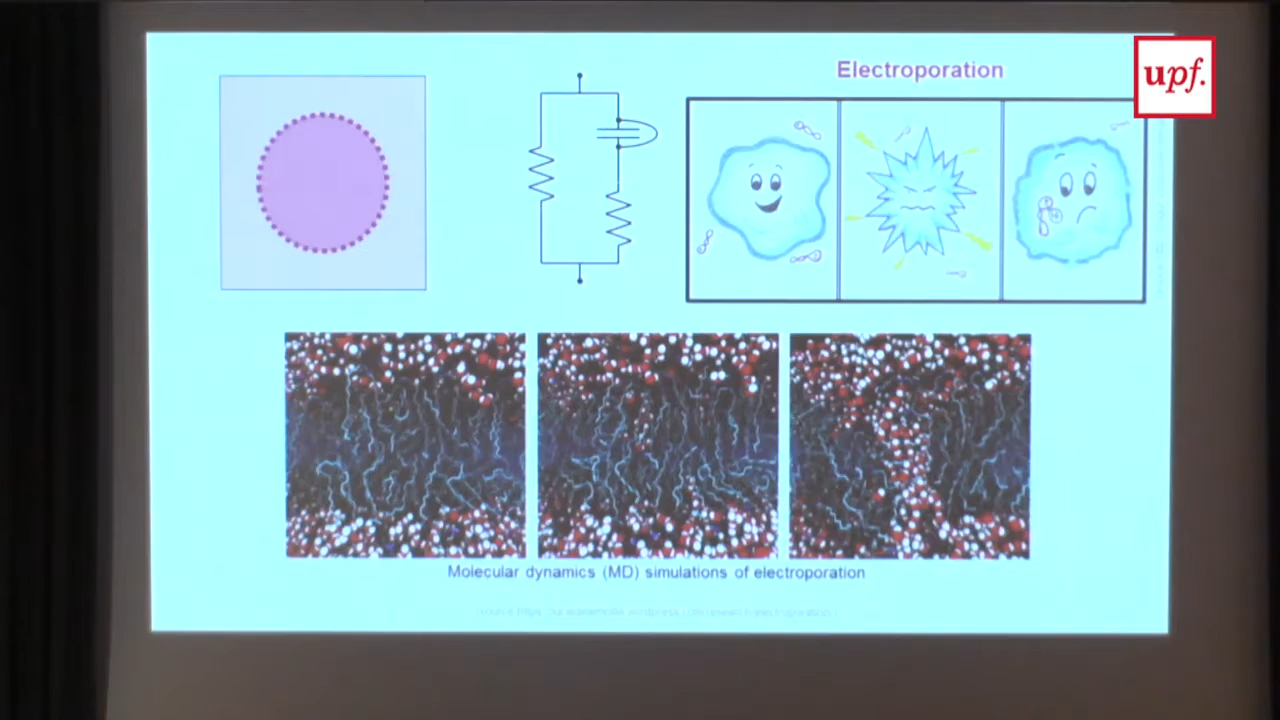 Electroporation
upf.
Molecular dynamics (MD) simulations of electroporation